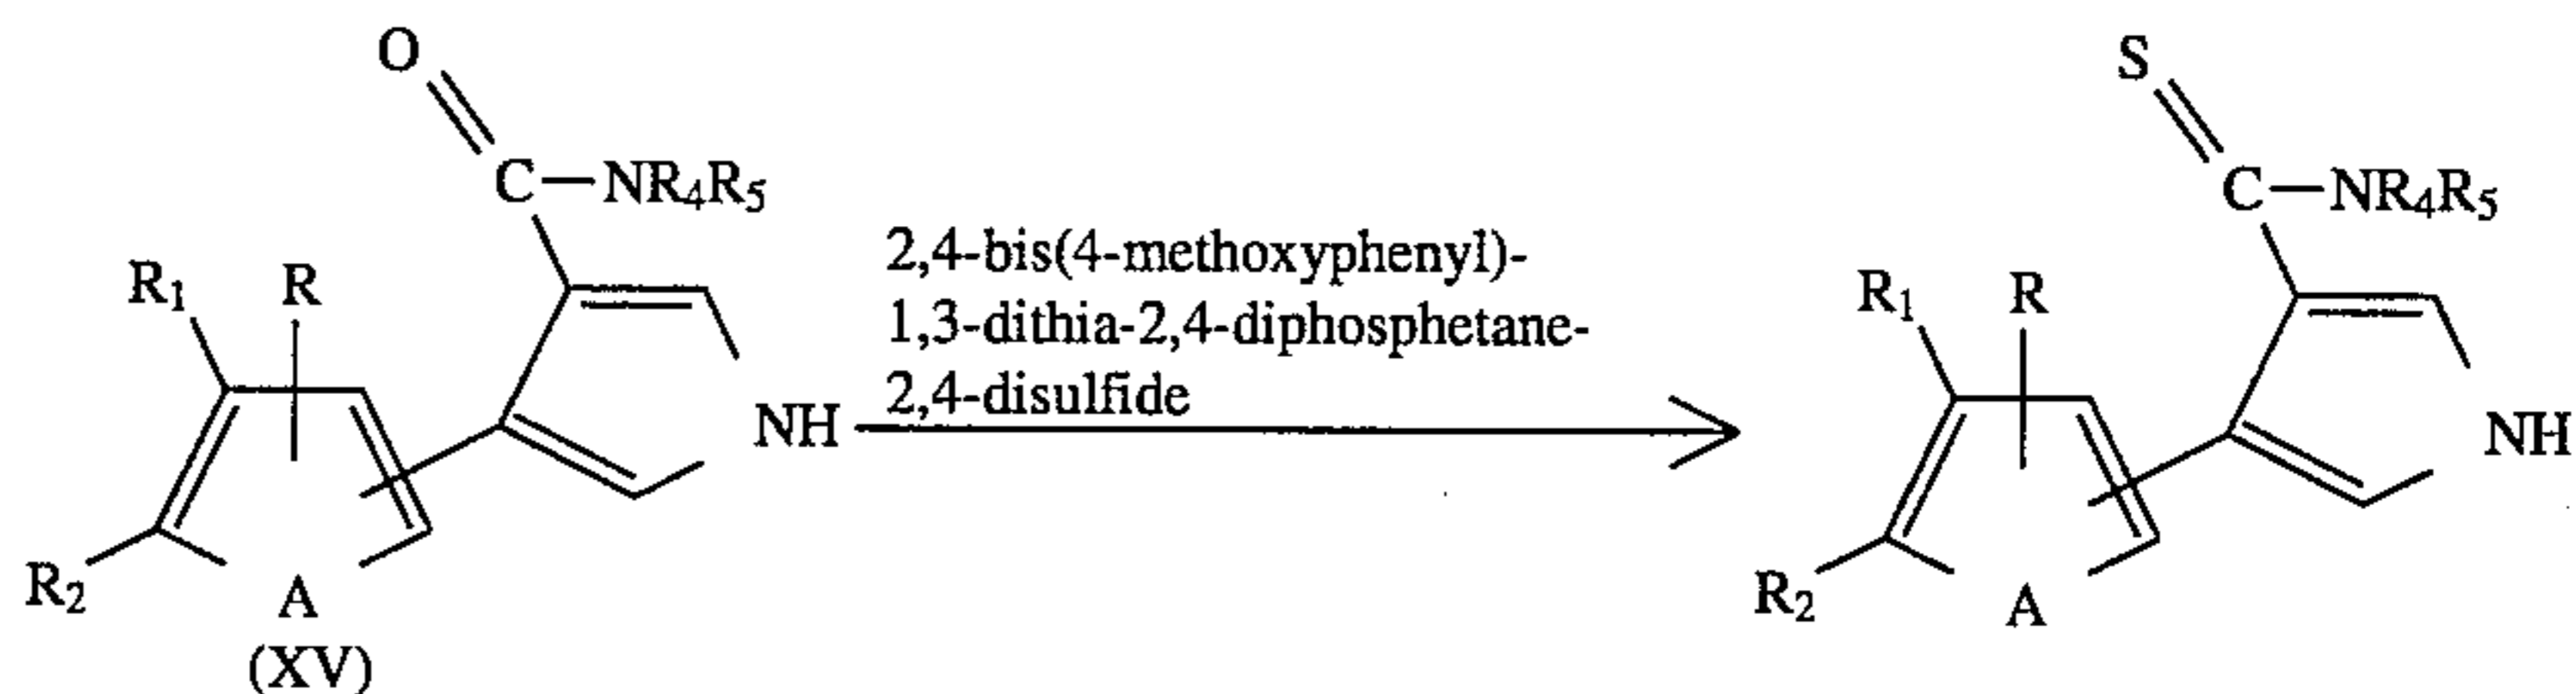 O
C—NR₄R₅
R₁
R
NH
R₂
A
(XV)
2,4-bis(4-methoxyphenyl)-
1,3-dithia-2,4-diphosphetane-
2,4-disulfide
S
C—NR₄R₅
R₁
R
NH
R₂
A